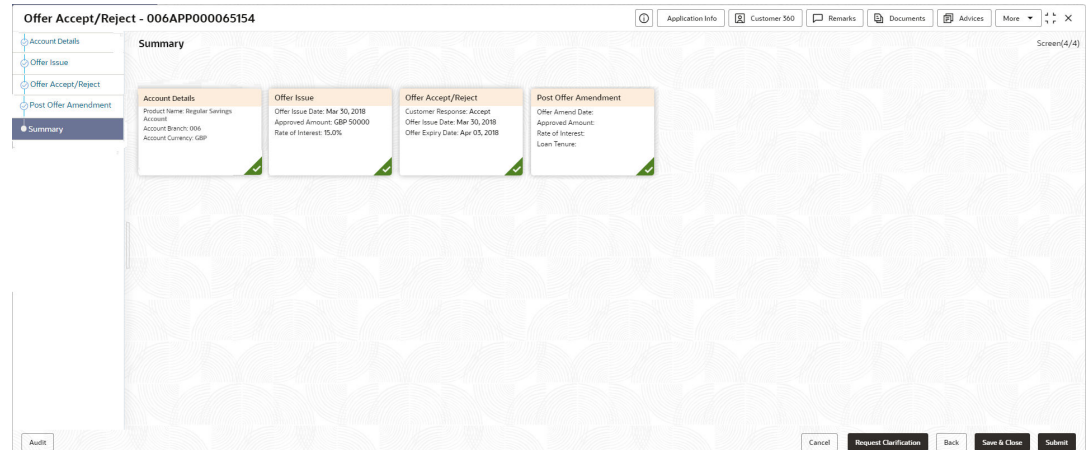 Offer Accept/Reject - 006APP000065154
Application Info
Customer 360
Remarks
Documents
Advices
More
Account Details
Offer Issue
Offer Accept/Reject
Post Offer Amendment
Summary
Summary
Screen(4/4)
Account Details
Product Name: Regular Savings
Account
Account Branch: 006
Account Currency: GBP
Offer Issue
Offer Issue Date: Mar 30, 2018
Approved Amount: GBP 50000
Rate of Interest: 15.0%
Offer Accept/Reject
Customer Response: Accept
Offer Issue Date: Mar 30, 2018
Offer Expiry Date: Apr 03, 2018
Post Offer Amendment
Offer Amend Date:
Approved Amount:
Rate of Interest:
Loan Tenure:
Audit
Cancel
Request Clarification
Back
Save & Close
Submit